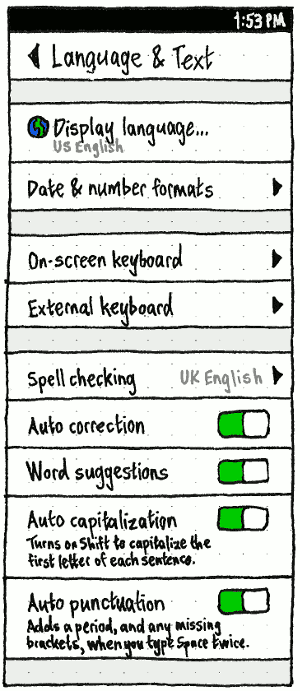 1:53 PM
Language & Text
Display language...
US English
Date & number formats
On-screen keyboard
External keyboard
Spell checking UK English
Auto correction
Word suggestions
Auto capitalization
Turns on Shift to capitalize the
first letter of each sentence.
Auto punctuation
Adds a period, and any missing
brackets, when you type Space twice.